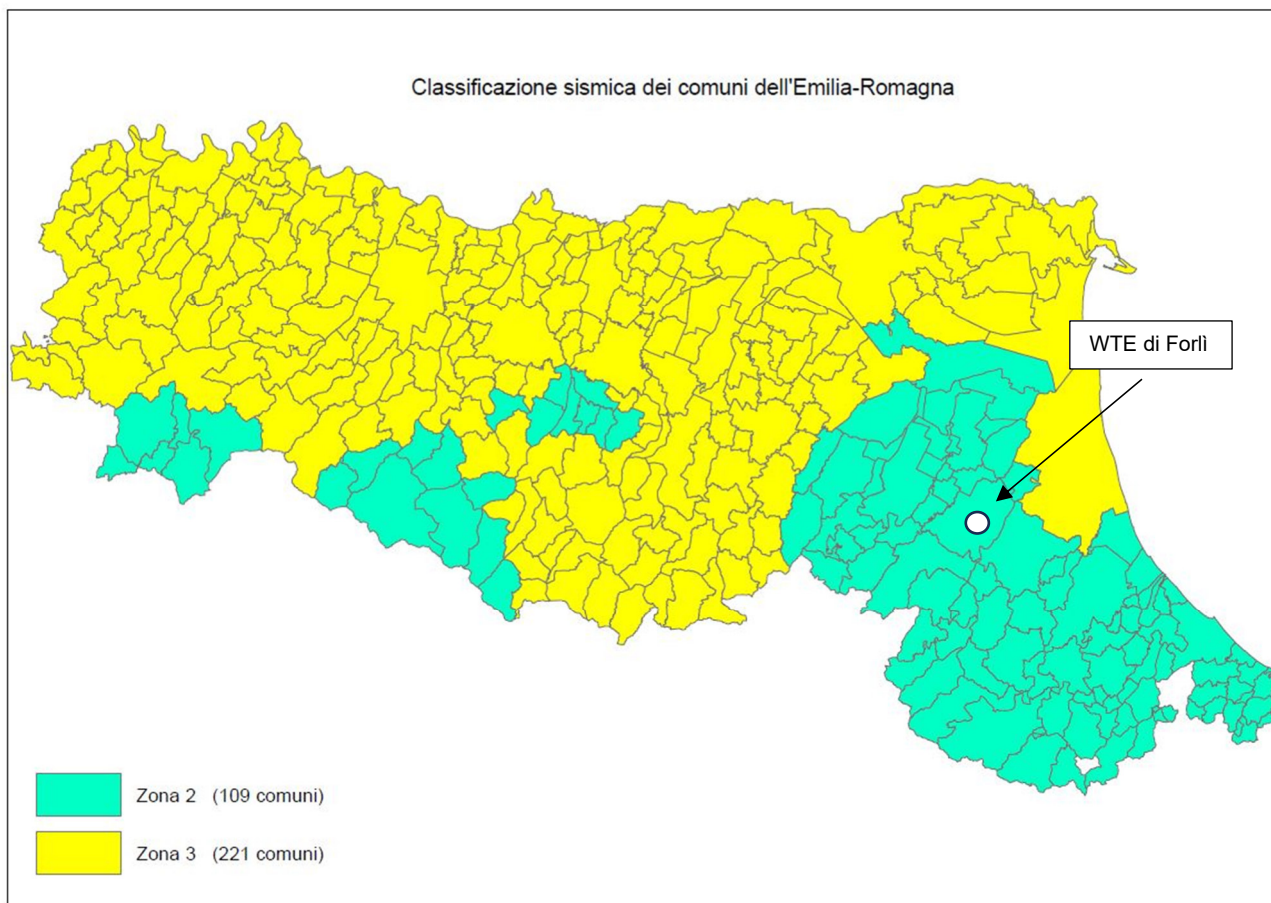 Classificazione sismica dei comuni dell'Emilia-Romagna
WTE di Forlì
Zona 2 (109 comuni)
Zona 3 (221 comuni)